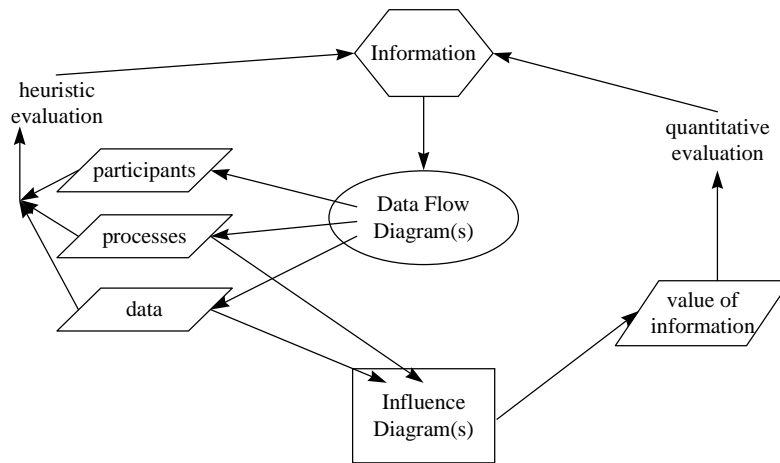 Information
heuristic
evaluation
quantitative
evaluation
participants
Data Flow
Diagram(s)
processes
data
value of
information
Influence
Diagram(s)